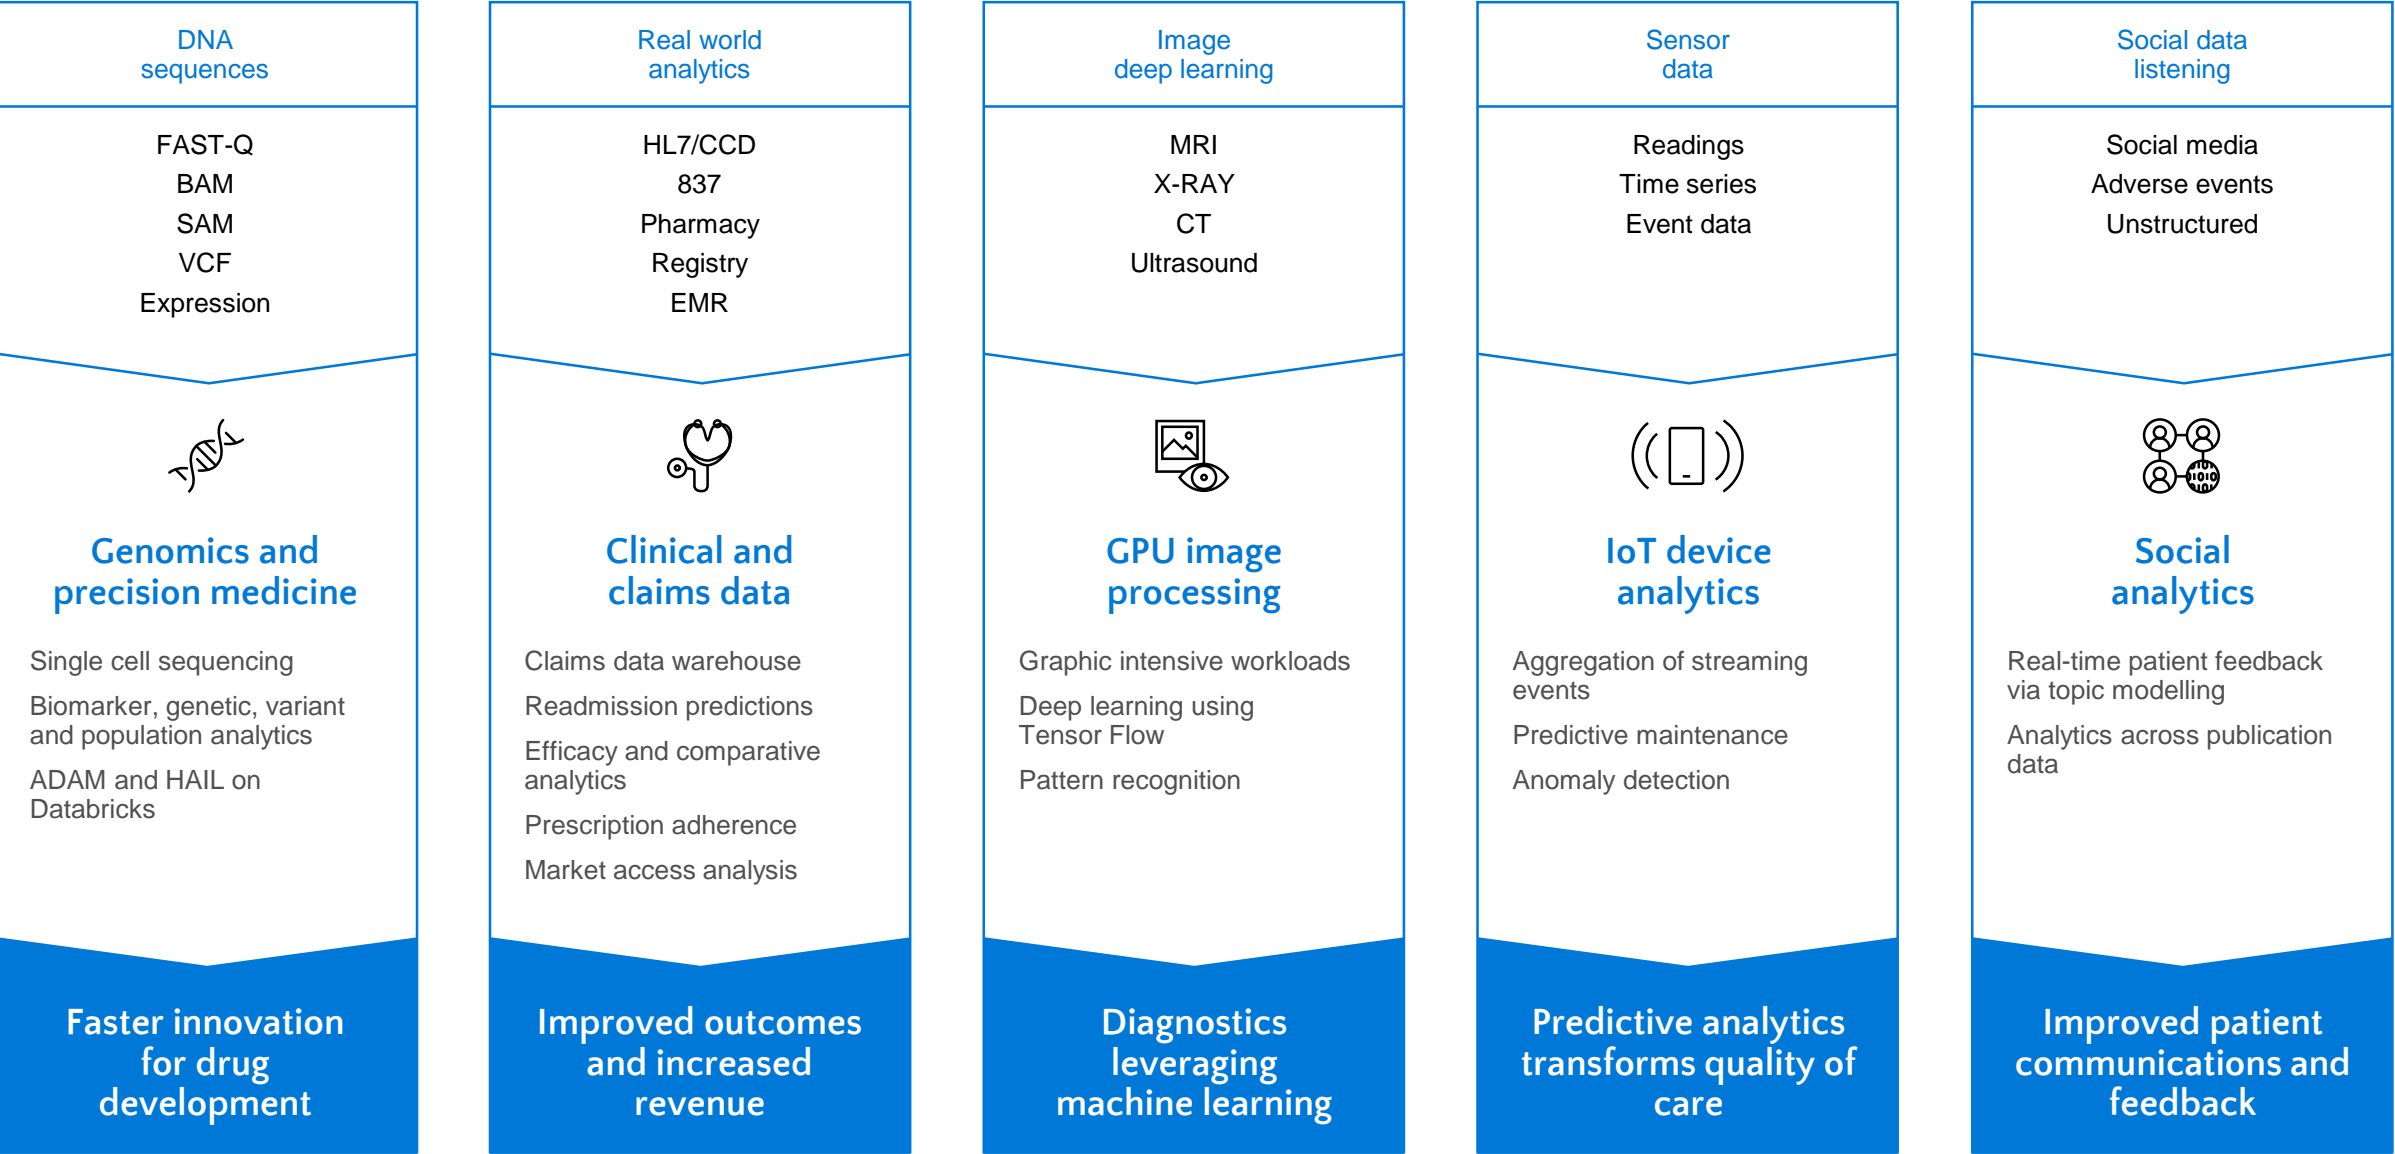 DNA
sequences
FAST-Q
BAM
SAM
VCF
Expression
Genomics and
precision medicine
Single cell sequencing
Biomarker, genetic, variant
and population analytics
ADAM and HAIL on
Databricks
Faster innovation
for drug
development
Real world
analytics
HL7/CCD
837
Pharmacy
Registry
EMR
Clinical and
claims data
Claims data warehouse
Readmission predictions
Efficacy and comparative
analytics
Prescription adherence
Market access analysis
Improved outcomes
and increased
revenue
Image
deep learning
MRI
X-RAY
CT
Ultrasound
GPU image
processing
Graphic intensive workloads
Deep learning using
Tensor Flow
Pattern recognition
Diagnostics
leveraging
machine learning
Sensor
data
Readings
Time series
Event data
IoT device
analytics
Aggregation of streaming
events
Predictive maintenance
Anomaly detection
Predictive analytics
transforms quality of
care
Social data
listening
Social media
Adverse events
Unstructured
Social
analytics
Real-time patient feedback
via topic modelling
Analytics across publication
data
Improved patient
communications and
feedback